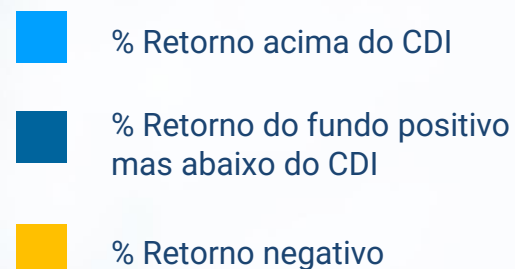 % Retorno acima do CDI
% Retorno do fundo positivo
mas abaixo do CDI
% Retorno negativo